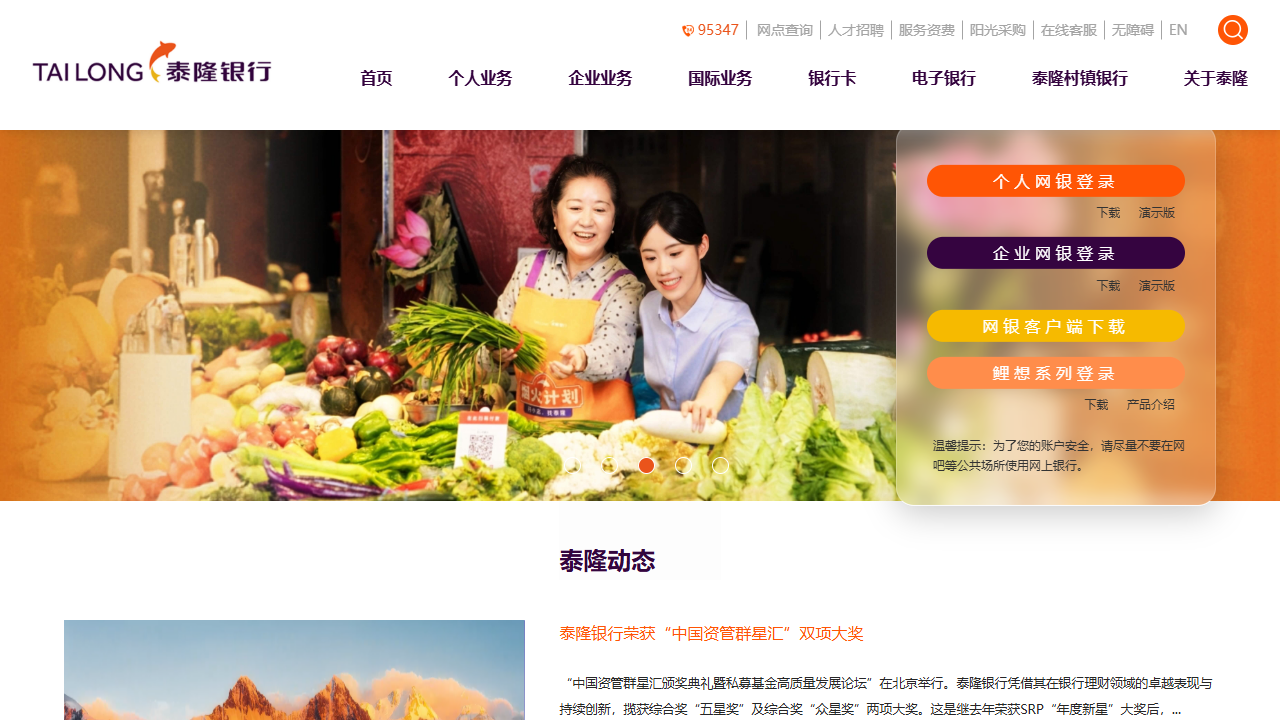 95347 网点查询 人才招聘 服务资费 阳光采购 在线客服 无障碍 EN
TAILONG 泰隆银行
首页 个人业务 企业业务 国际业务 银行卡 电子银行 泰隆村镇银行 关于泰隆
个人网银登录
下载 演示版
企业网银登录
下载 演示版
网银客户端下载
鲤想系列登录
下载 产品介绍
温馨提示：为了您的账户安全，请尽量不要在网
吧等公共场所使用网上银行。
烟火计划
泰隆动态
泰隆银行荣获“中国资管群星汇”双项大奖
“中国资管群星汇颁奖典礼暨私募基金高质量发展论坛”在北京举行。泰隆银行凭借其在银行理财领域的卓越表现与
持续创新，揽获综合奖“五星奖”及综合奖“众星奖”两项大奖。这是继去年荣获SRP“年度新星”大奖后，...